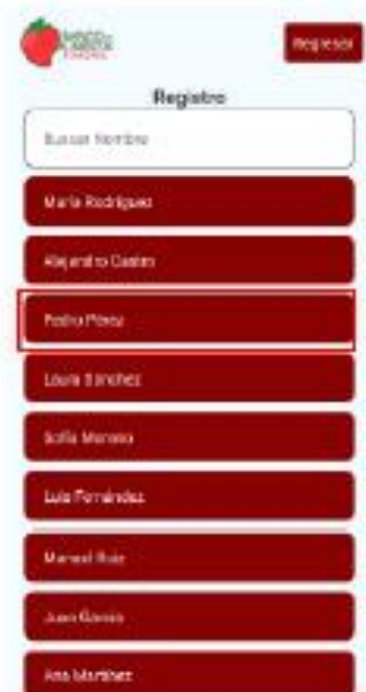 Regresar
Registro
Buscar Nombre
María Rodríguez
Alejandro Castro
Pedro Pérez
Laura Sánchez
Sofía Moreno
Luis Fernández
Manuel Ruiz
Juan García
Ana Martínez